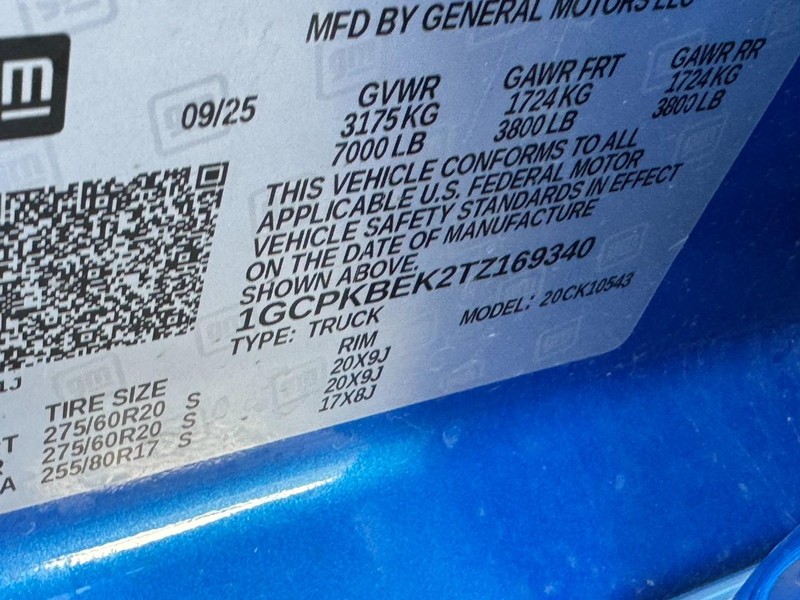 MFD BY GENERAL MOTORS LLC
gm
09/25
GVWR GAWR FRT GAWR RR
3175 KG 1724 KG 1724 KG
7000 LB 3800 LB 3800 LB
THIS VEHICLE CONFORMS TO ALL
APPLICABLE U.S. FEDERAL MOTOR
VEHICLE SAFETY STANDARDS IN EFFECT
ON THE DATE OF MANUFACTURE
SHOWN ABOVE.
1GCPKBEK2TZ169340
TYPE: TRUCK MODEL: 20CK10543
1J
TIRE SIZE RIM
T 275/60R20 S 20X9J
R 275/60R20 S 20X9J
A 255/80R17 S 17X8J